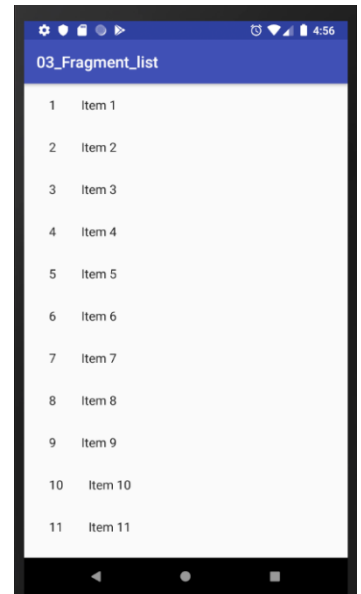 4:56
03_Fragment_list
1 Item 1
2 Item 2
3 Item 3
4 Item 4
5 Item 5
6 Item 6
7 Item 7
8 Item 8
9 Item 9
10 Item 10
11 Item 11